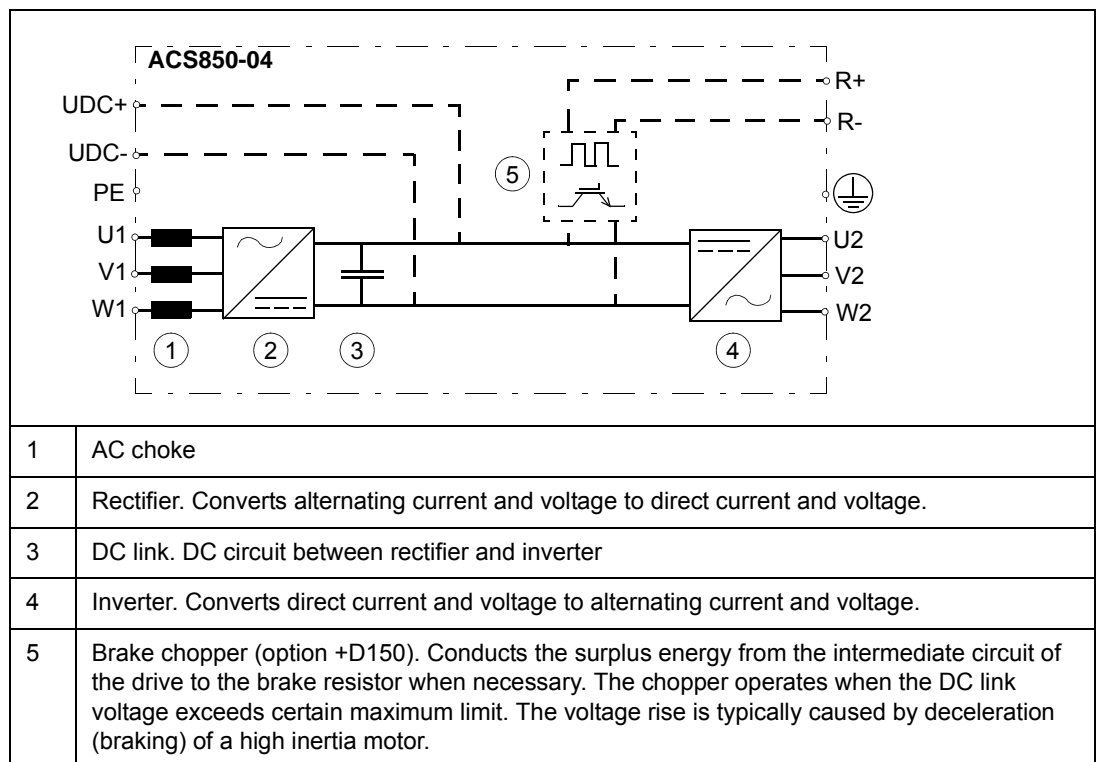 ACS850-04
R+
UDC+
R-
UDC-
5
PE
U1
U2
V1
V2
W1
W2
1
2
3
4
1 AC choke
2 Rectifier. Converts alternating current and voltage to direct current and voltage.
3 DC link. DC circuit between rectifier and inverter
4 Inverter. Converts direct current and voltage to alternating current and voltage.
5 Brake chopper (option +D150). Conducts the surplus energy from the intermediate circuit of
the drive to the brake resistor when necessary. The chopper operates when the DC link
voltage exceeds certain maximum limit. The voltage rise is typically caused by deceleration
(braking) of a high inertia motor.